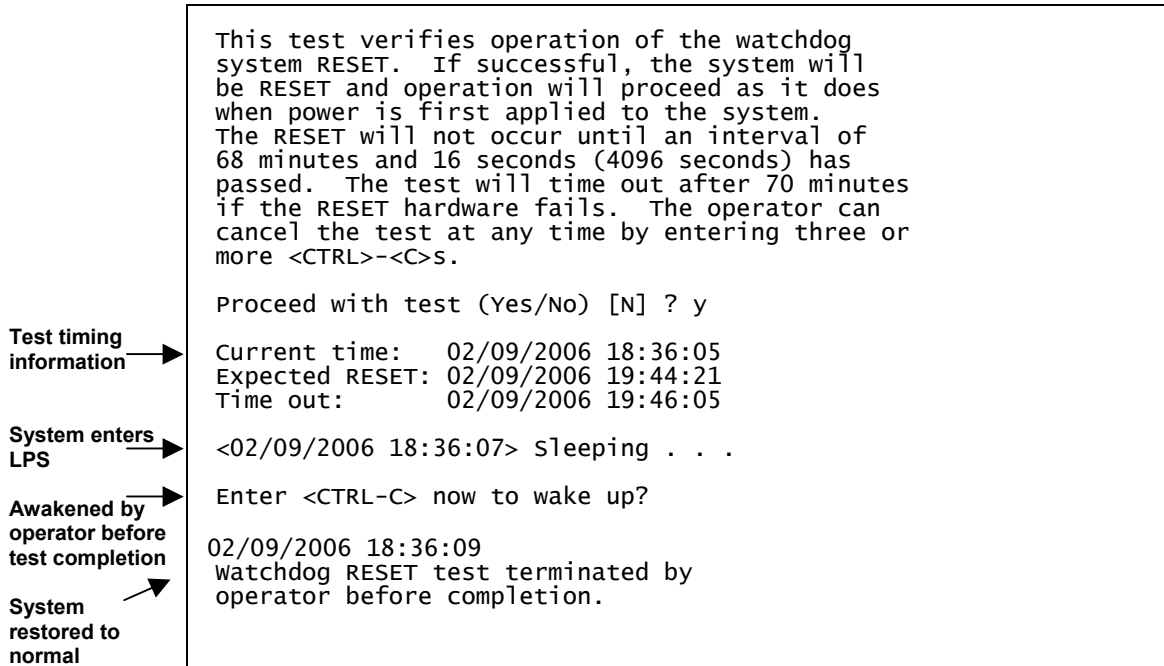 This test verifies operation of the watchdog
system RESET.  If successful, the system will
be RESET and operation will proceed as it does
when power is first applied to the system.
The RESET will not occur until an interval of
68 minutes and 16 seconds (4096 seconds) has
passed.  The test will time out after 70 minutes
if the RESET hardware fails.  The operator can
cancel the test at any time by entering three or
more <CTRL>-<C>s.
Proceed with test (Yes/No) [N] ? y
Test timing
information
Current time:   02/09/2006 18:36:05
Expected RESET: 02/09/2006 19:44:21
Time out:       02/09/2006 19:46:05
System enters
LPS
<02/09/2006 18:36:07> Sleeping . . .
Enter <CTRL-C> now to wake up?
Awakened by
operator before
test completion
02/09/2006 18:36:09
Watchdog RESET test terminated by
operator before completion.
System
restored to
normal